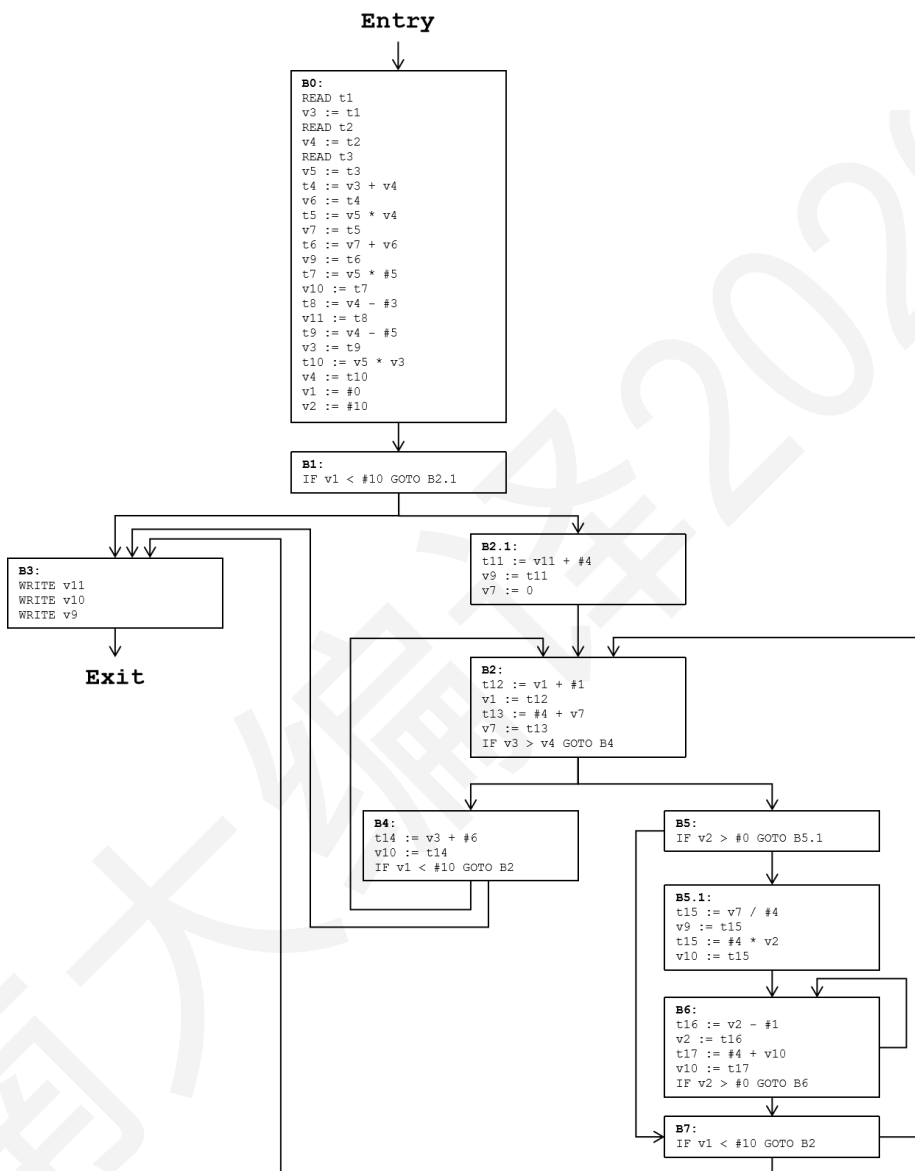 Entry
B0:
READ t1
v3 := t1
READ t2
v4 := t2
READ t3
v5 := t3
t4 := v3 + v4
v6 := t4
t5 := v5 * v4
v7 := t5
t6 := v7 + v6
v9 := t6
t7 := v5 * #5
v10 := t7
t8 := v4 - #3
v11 := t8
t9 := v4 - #5
v3 := t9
t10 := v5 * v3
v4 := t10
v1 := #0
v2 := #10
B1:
IF v1 < #10 GOTO B2.1
B3:
WRITE v11
WRITE v10
WRITE v9
Exit
B2.1:
t11 := v11 + #4
v9 := t11
v7 := 0
B2:
t12 := v1 + #1
v1 := t12
t13 := #4 + v7
v7 := t13
IF v3 > v4 GOTO B4
B4:
t14 := v3 + #6
v10 := t14
IF v1 < #10 GOTO B2
B5:
IF v2 > #0 GOTO B5.1
B5.1:
t15 := v7 / #4
v9 := t15
t15 := #4 * v2
v10 := t15
B6:
t16 := v2 - #1
v2 := t16
t17 := #4 + v10
v10 := t17
IF v2 > #0 GOTO B6
B7:
IF v1 < #10 GOTO B2
南大编译202